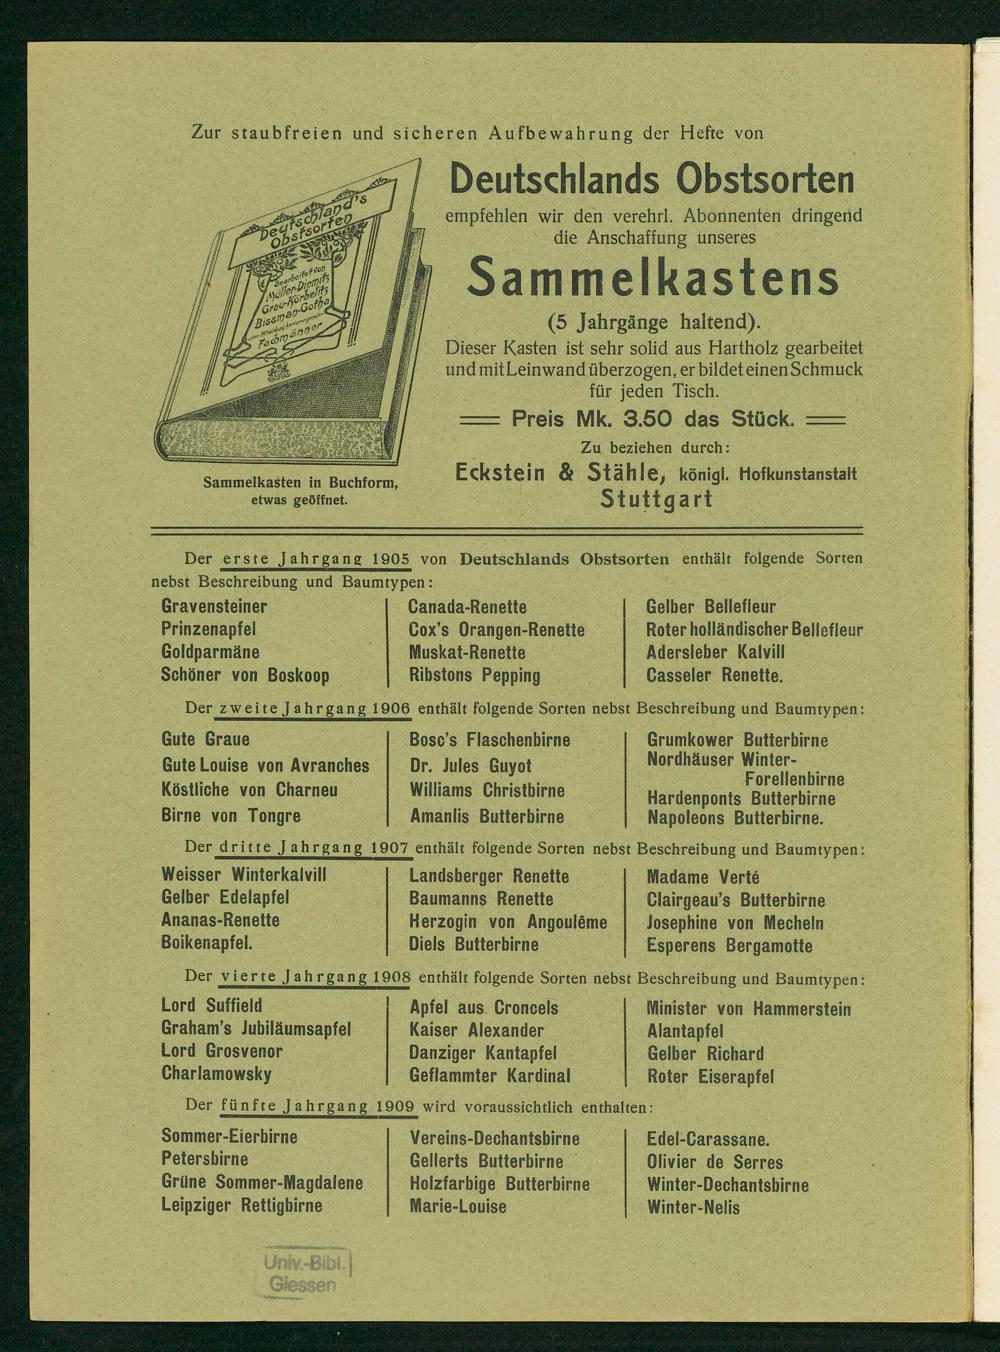 Zur staubfreien und sicheren Aufbewahrung der Hefte von
Deutschlands Obstsorten
empfehlen wir den verehrl. Abonnenten dringend
die Anschaffung unseres
Sammelkastens
(5 Jahrgänge haltend).
Dieser Kasten ist sehr solid aus Hartholz gearbeitet
und mit Leinwand überzogen, er bildet einen Schmuck
für jeden Tisch.
Preis Mk. 3.50 das Stück.
Zu beziehen durch:
Eckstein & Stähle, königl. Hofkunstanstalt
Stuttgart
Deutschland's
Obstsorten
Bearbeitet von
Müller-Diemitz
Grau-Körbelitz
Bissman-Gotha
Fachmänner
Sammelkasten in Buchform,
etwas geöffnet.
Der erste Jahrgang 1905 von Deutschlands Obstsorten enthält folgende Sorten
nebst Beschreibung und Baumtypen:
Gravensteiner
Prinzenapfel
Goldparmäne
Schöner von Boskoop
Canada-Renette
Cox's Orangen-Renette
Muskat-Renette
Ribstons Pepping
Gelber Bellefleur
Roter holländischer Bellefleur
Adersleber Kalvill
Casseler Renette.
Der zweite Jahrgang 1906 enthält folgende Sorten nebst Beschreibung und Baumtypen:
Gute Graue
Gute Louise von Avranches
Köstliche von Charneu
Birne von Tongre
Bosc's Flaschenbirne
Dr. Jules Guyot
Williams Christbirne
Amanlis Butterbirne
Grumkower Butterbirne
Nordhäuser Winter-
Forellenbirne
Hardenponts Butterbirne
Napoleons Butterbirne.
Der dritte Jahrgang 1907 enthält folgende Sorten nebst Beschreibung und Baumtypen:
Weisser Winterkalvill
Gelber Edelapfel
Ananas-Renette
Boikenapfel.
Landsberger Renette
Baumanns Renette
Herzogin von Angoulême
Diels Butterbirne
Madame Verté
Clairgeau's Butterbirne
Josephine von Mecheln
Esperens Bergamotte
Der vierte Jahrgang 1908 enthält folgende Sorten nebst Beschreibung und Baumtypen:
Lord Suffield
Graham's Jubiläumsapfel
Lord Grosvenor
Charlamowsky
Apfel aus Croncels
Kaiser Alexander
Danziger Kantapfel
Geflammter Kardinal
Minister von Hammerstein
Alantapfel
Gelber Richard
Roter Eiserapfel
Der fünfte Jahrgang 1909 wird voraussichtlich enthalten:
Sommer-Eierbirne
Petersbirne
Grüne Sommer-Magdalene
Leipziger Rettigbirne
Vereins-Dechantsbirne
Gellerts Butterbirne
Holzfarbige Butterbirne
Marie-Louise
Edel-Carassane.
Olivier de Serres
Winter-Dechantsbirne
Winter-Nelis
Univ.-Bibl.
Giessen